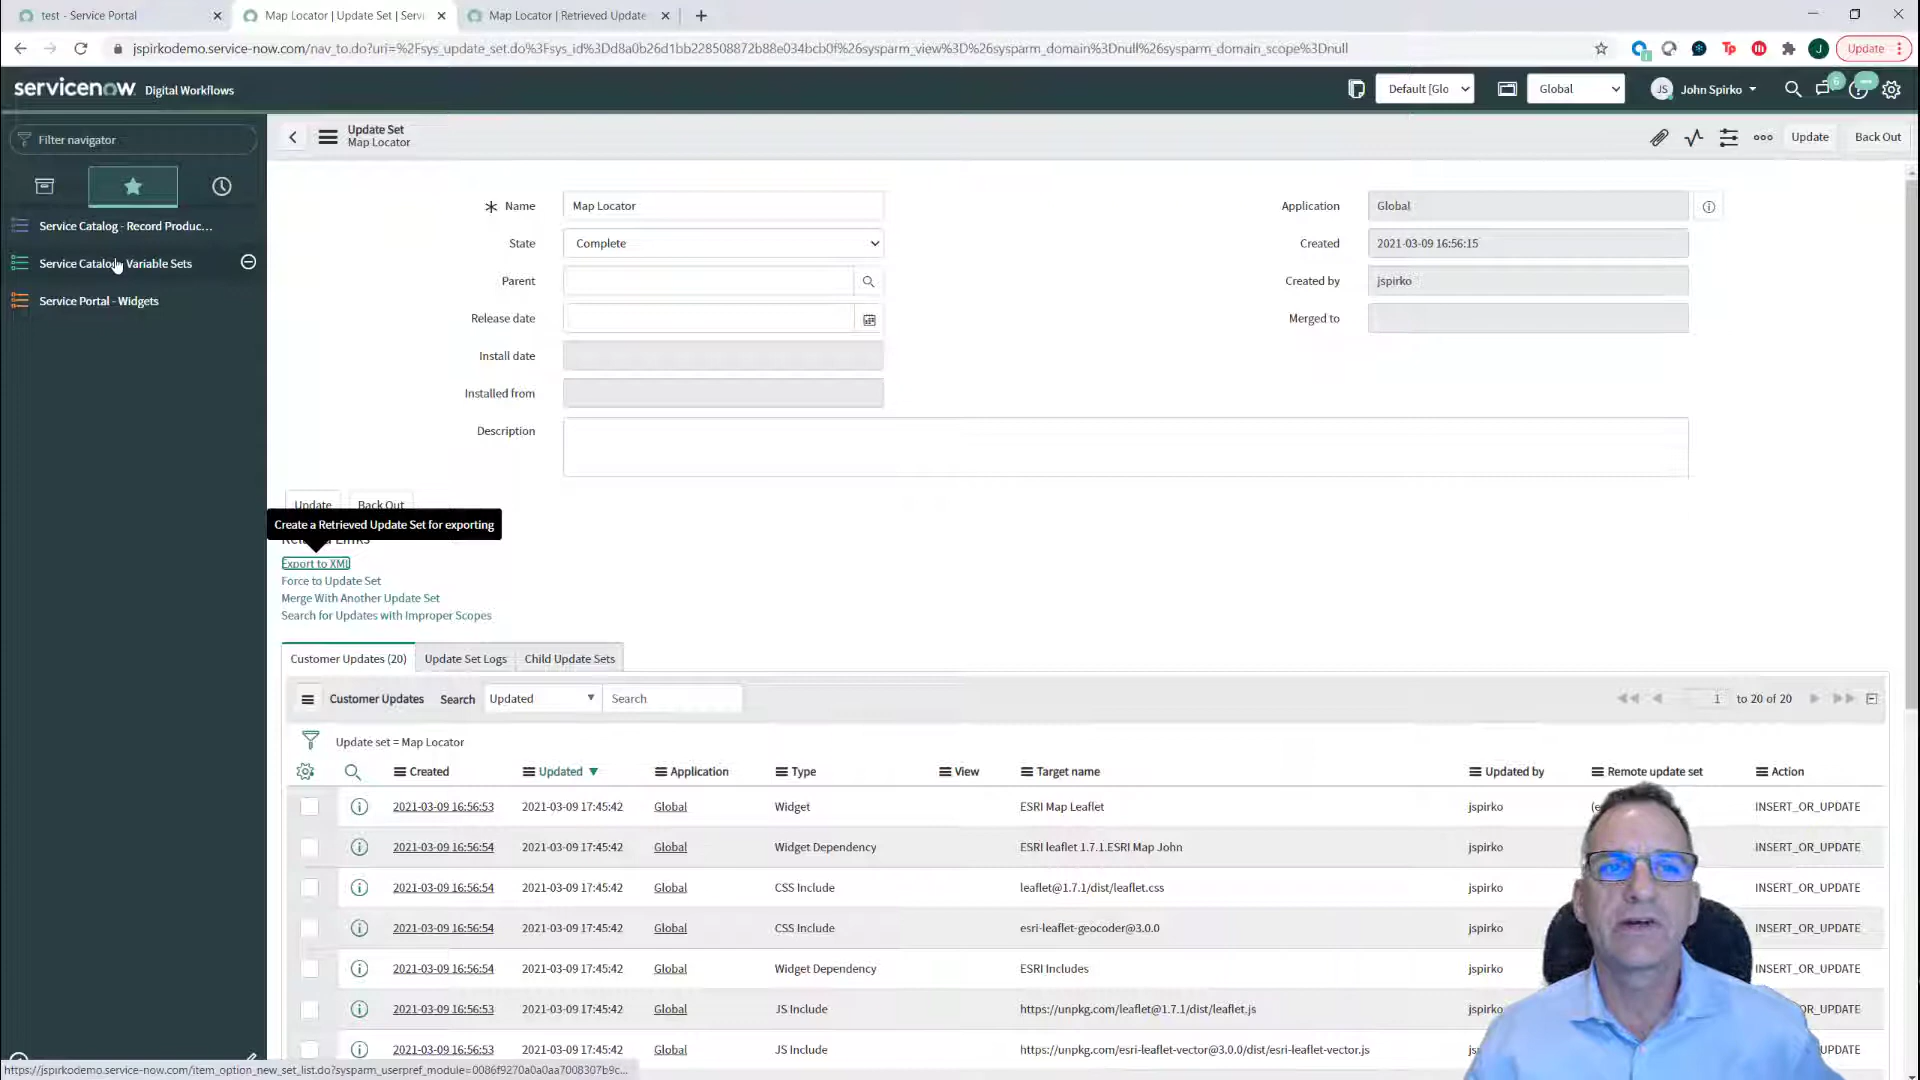 test - Service Portal
Map Locator | Update Set | Servi
Map Locator | Retrieved Update
jspirkodemo.service-now.com/nav_to.do?uri=%2Fsys_update_set.do%3Fsys_id%3Dd8a0b26d1bb228508872b88e034bcb0f%26sysparm_view%3D%26sysparm_domain%3Dnull%26sysparm_domain_scope%3Dnull
Tp
J
Update
servicenow Digital Workflows
Default [Glo
Global
JS John Spirko
6
Filter navigator
Update Set
Map Locator
Update
Back Out
Service Catalog - Record Produc...
Service Catalog - Variable Sets
Service Portal - Widgets
Name Map Locator
Application Global
State Complete
Created 2021-03-09 16:56:15
Parent
Created by jspirko
Release date
Merged to
Install date
Installed from
Description
Update Back Out
Create a Retrieved Update Set for exporting
Related Links
Export to XML
Force to Update Set
Merge With Another Update Set
Search for Updates with Improper Scopes
Customer Updates (20) Update Set Logs Child Update Sets
Customer Updates Search Updated Search
1 to 20 of 20
Update set = Map Locator
Created Updated Application Type View Target name Updated by Remote update set Action
2021-03-09 16:56:53 2021-03-09 17:45:42 Global Widget ESRI Map Leaflet jspirko INSERT_OR_UPDATE
2021-03-09 16:56:54 2021-03-09 17:45:42 Global Widget Dependency ESRI leaflet 1.7.1.ESRI Map John jspirko INSERT_OR_UPDATE
2021-03-09 16:56:54 2021-03-09 17:45:42 Global CSS Include leaflet@1.7.1/dist/leaflet.css jspirko INSERT_OR_UPDATE
2021-03-09 16:56:54 2021-03-09 17:45:42 Global CSS Include esri-leaflet-geocoder@3.0.0 jspirko INSERT_OR_UPDATE
2021-03-09 16:56:54 2021-03-09 17:45:42 Global Widget Dependency ESRI Includes jspirko INSERT_OR_UPDATE
2021-03-09 16:56:53 2021-03-09 17:45:42 Global JS Include https://unpkg.com/leaflet@1.7.1/dist/leaflet.js jspirko OR_UPDATE
2021-03-09 16:56:53 2021-03-09 17:45:42 Global JS Include https://unpkg.com/esri-leaflet-vector@3.0.0/dist/esri-leaflet-vector.js OR_UPDATE
https://jspirkodemo.service-now.com/item_option_new_set_list.do?sysparm_userpref_module=0086f9270a0a0aa7008307b9c...